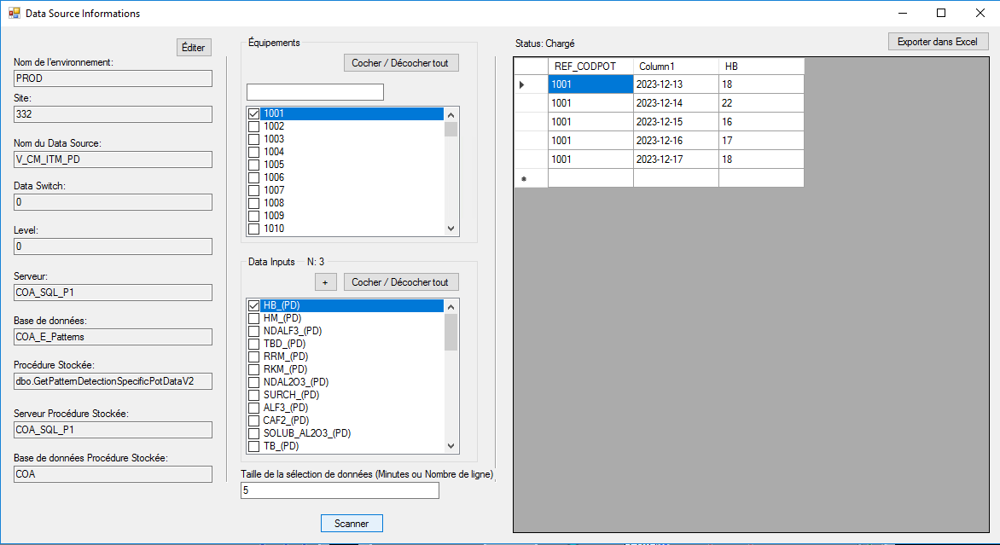 Data Source Informations
Éditer
Nom de l'environnement:
PROD
Site:
332
Nom du Data Source:
V_CM_ITM_PD
Data Switch:
0
Level:
0
Serveur:
COA_SQL_P1
Base de données:
COA_E_Patterns
Procédure Stockée:
dbo.GetPatternDetectionSpecificPotDataV2
Serveur Procédure Stockée:
COA_SQL_P1
Base de données Procédure Stockée:
COA
Équipements
Cocher / Décocher tout
1001
1002
1003
1004
1005
1006
1007
1008
1009
1010
Data Inputs N: 3
+ Cocher / Décocher tout
HB_(PD)
HM_(PD)
NDALF3_(PD)
TBD_(PD)
RRM_(PD)
RKM_(PD)
NDAL2O3_(PD)
SURCH_(PD)
ALF3_(PD)
CAF2_(PD)
SOLUB_AL2O3_(PD)
TB_(PD)
Taille de la sélection de données (Minutes ou Nombre de ligne)
5
Scanner
Status: Chargé
Exporter dans Excel
REF_CODPOT Column1 HB
1001 2023-12-13 18
1001 2023-12-14 22
1001 2023-12-15 16
1001 2023-12-16 17
1001 2023-12-17 18